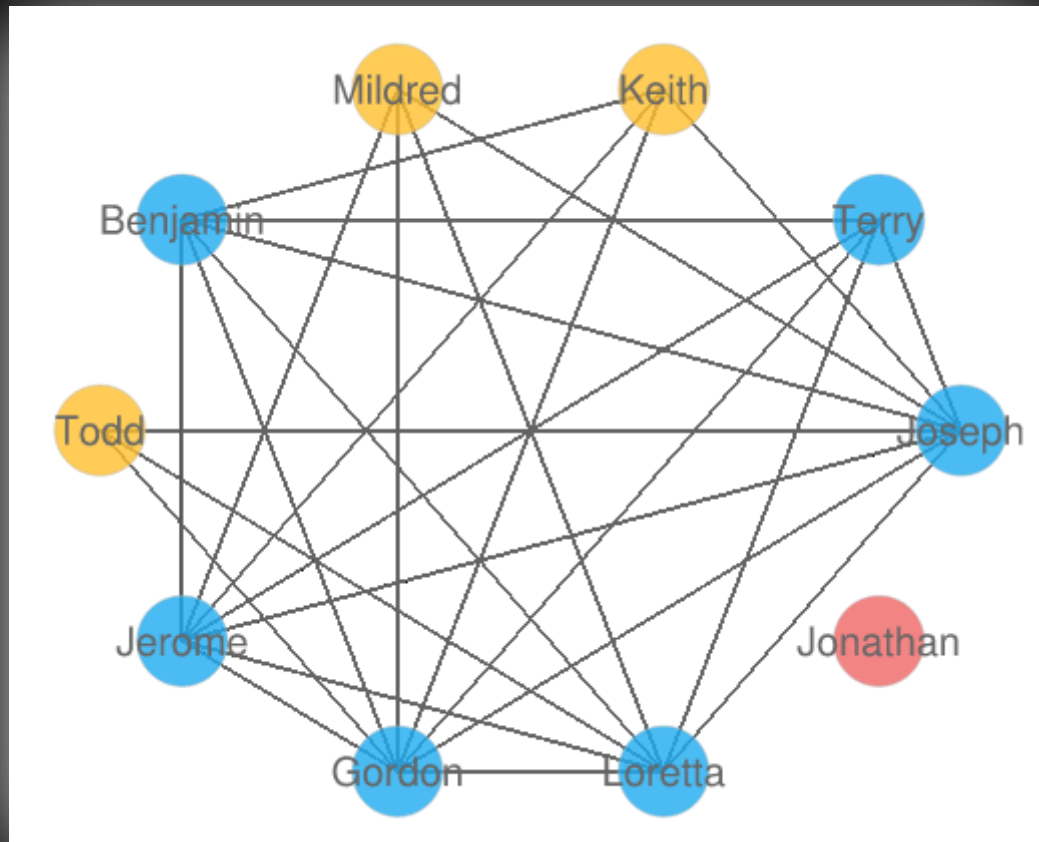 Mildred
Keith
Benjamin
Terry
Todd
Joseph
Jerome
Jonathan
Gordon
Loretta